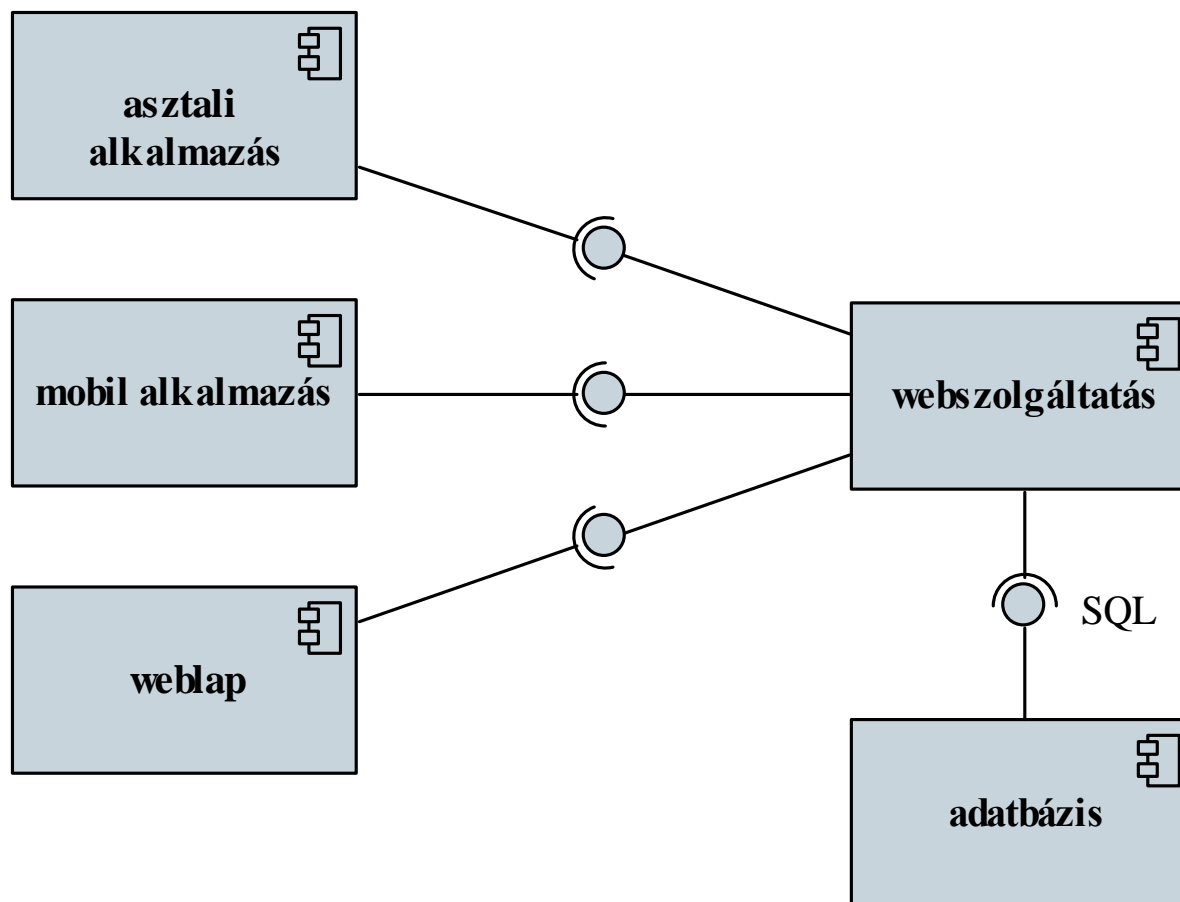 asztali
alkalmazás
mobil alkalmazás
webszolgáltatás
weblap
SQL
adatbázis